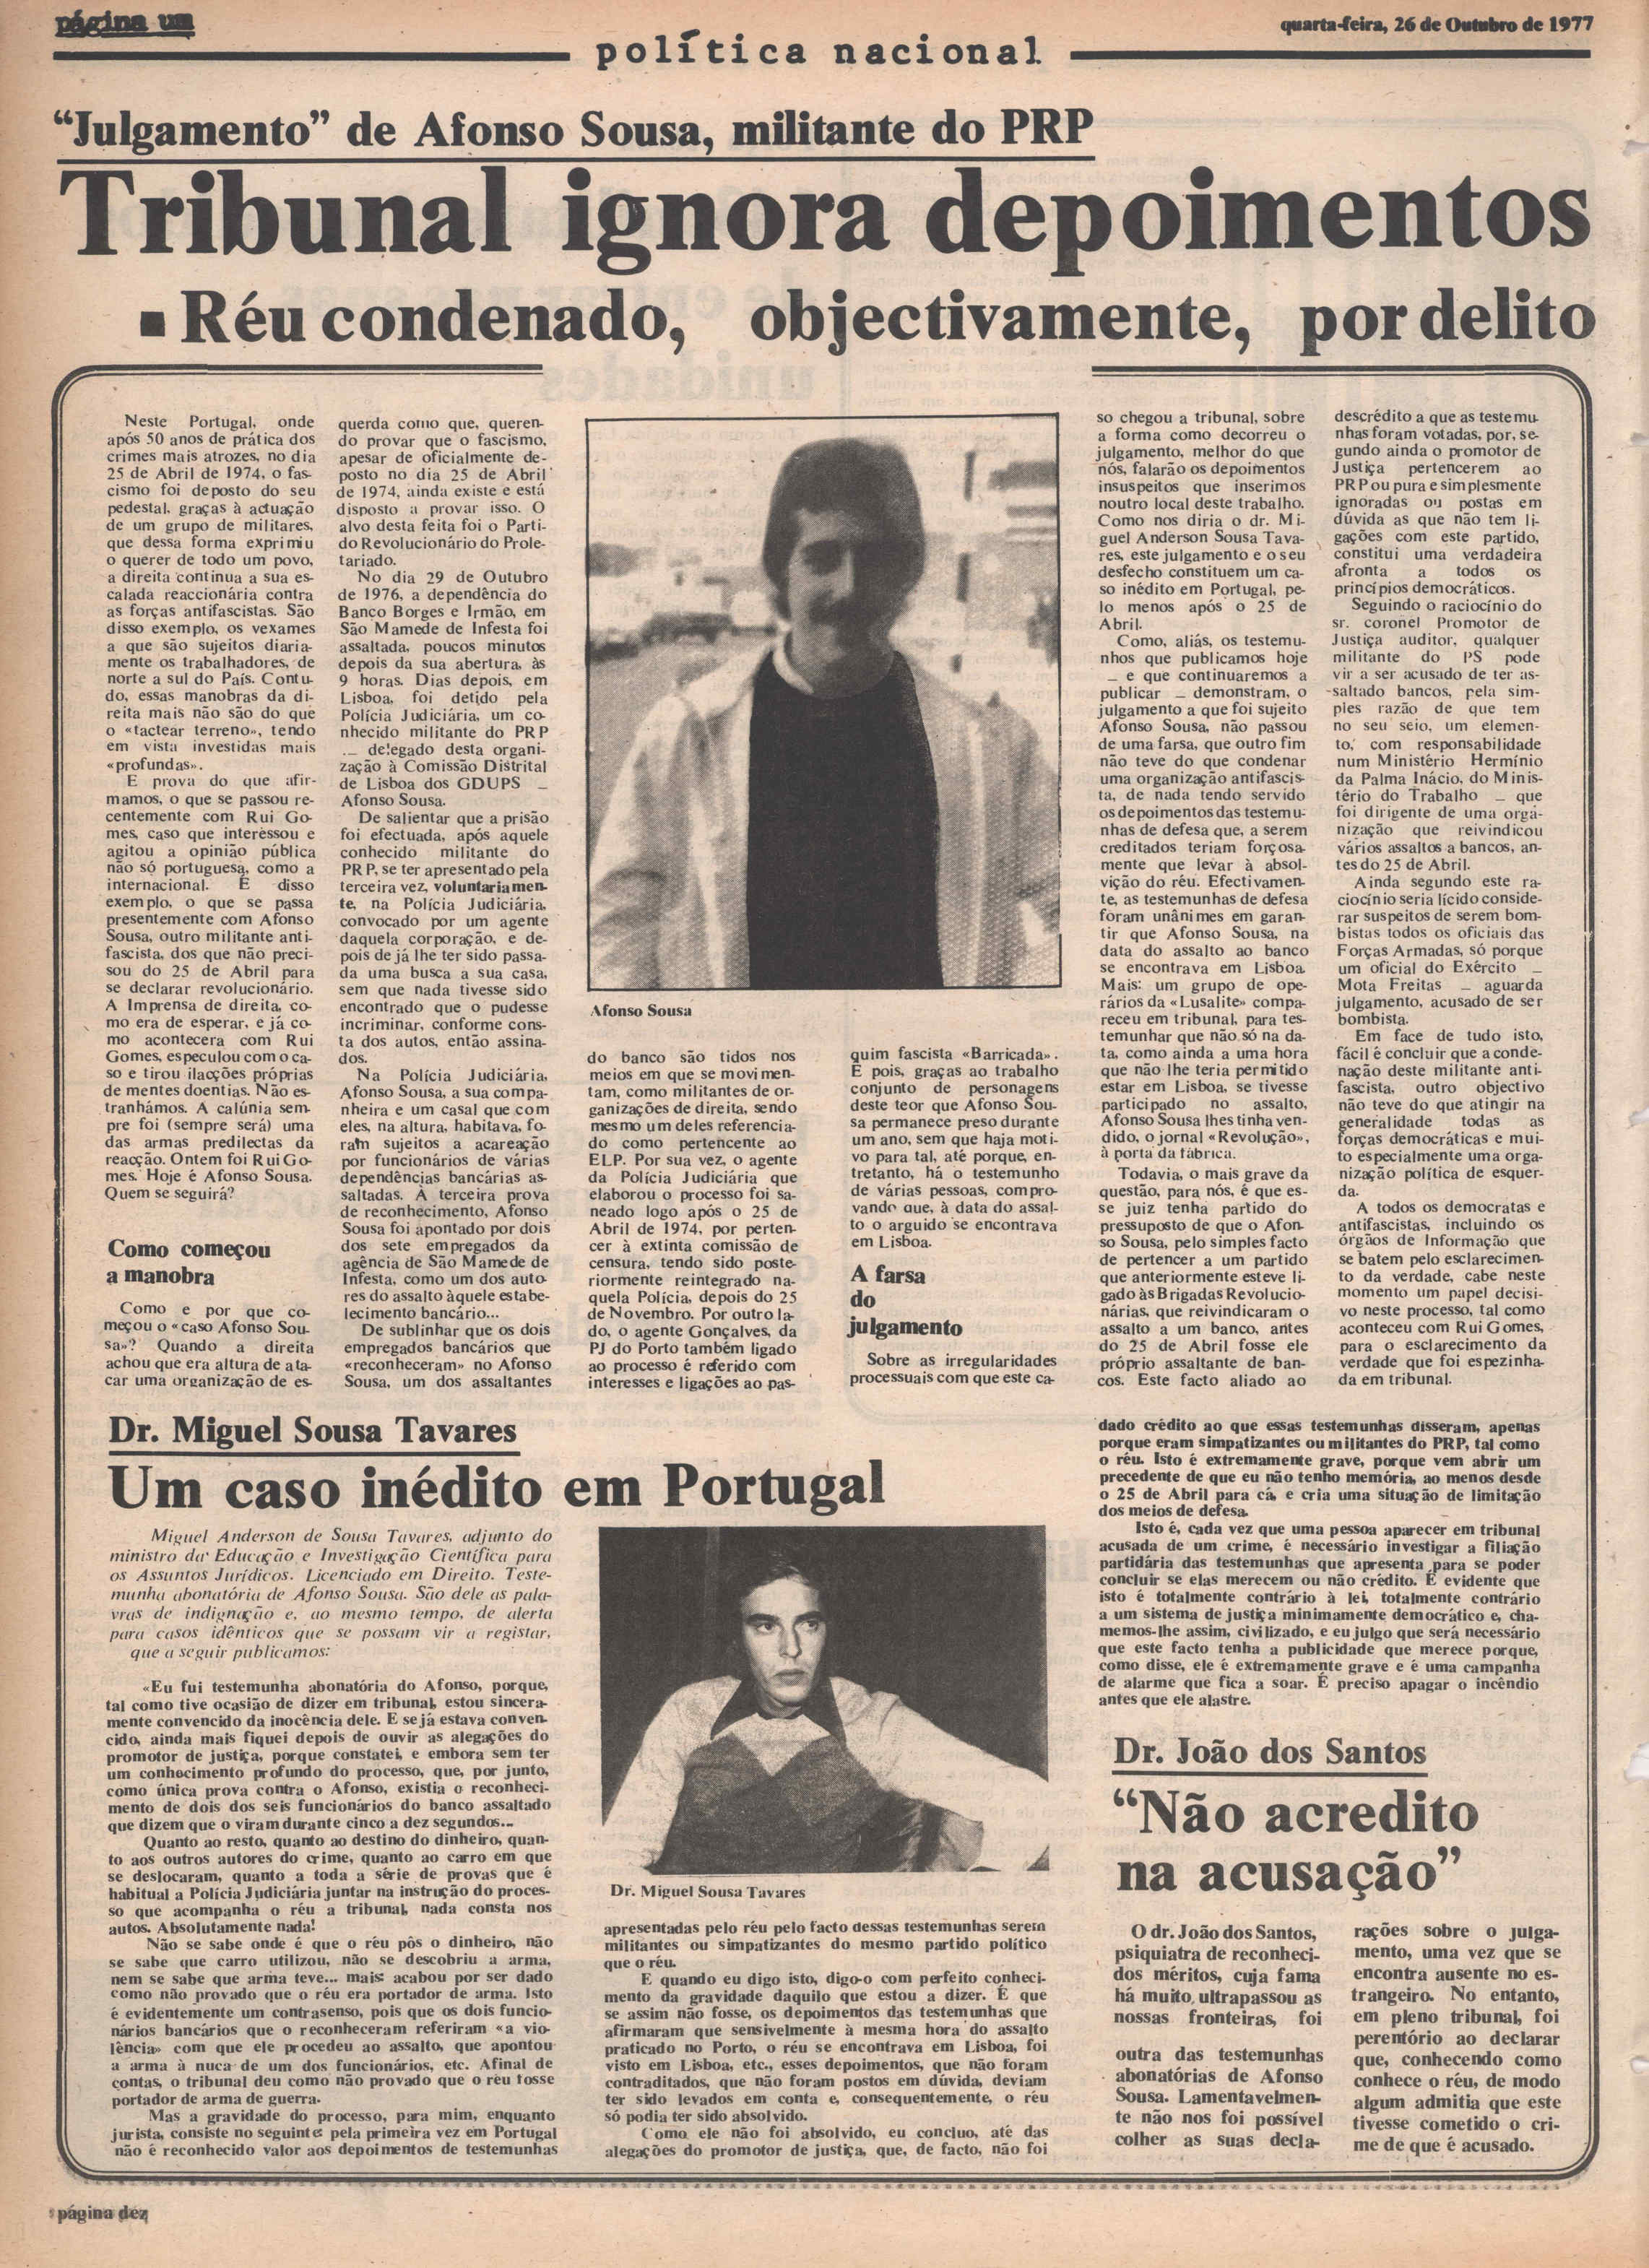 página um
quarta-feira, 26 de Outubro de 1977
política nacional
“Julgamento” de Afonso Sousa, militante do PRP
Tribunal ignora depoimentos
▪ Réu condenado, objectivamente, por delito
Neste Portugal, onde
após 50 anos de prática dos
crimes mais atrozes, no dia
25 de Abril de 1974, o fas-
cismo foi deposto do seu
pedestal, graças à actuação
de um grupo de militares,
que dessa forma exprimiu
o querer de todo um povo,
a direita continua a sua es-
calada reaccionária contra
as forças antifascistas. São
disso exemplo, os vexames
a que são sujeitos diaria-
mente os trabalhadores, de
norte a sul do País. Contu-
do, essas manobras da di-
reita mais não são do que
o «tactear terreno», tendo
em vista investidas mais
«profundas».
E prova do que afir-
mamos, o que se passou re-
centemente com Rui Go-
mes, caso que interessou e
agitou a opinião pública
não só portuguesa, como a
internacional. E disso
exemplo, o que se passa
presentemente com Afonso
Sousa, outro militante anti-
fascista, dos que não preci-
sou do 25 de Abril para
se declarar revolucionário.
A Imprensa de direita, co-
mo era de esperar, e já co-
mo acontecera com Rui
Gomes, especulou com o ca-
so e tirou ilacções próprias
de mentes doentias. Não es-
tranhámos. A calúnia sem-
pre foi (sempre será) uma
das armas predilectas da
reacção. Ontem foi Rui Go-
mes. Hoje é Afonso Sousa.
Quem se seguirá?
Como começou
a manobra
Como e por que co-
meçou o «caso Afonso Sou-
sa»? Quando a direita
achou que era altura de ata-
car uma organização de es-
querda como que, queren-
do provar que o fascismo,
apesar de oficialmente de-
posto no dia 25 de Abril
de 1974, ainda existe e está
disposto a provar isso. O
alvo desta feita foi o Parti-
do Revolucionário do Prole-
tariado.
No dia 29 de Outubro
de 1976, a dependência do
Banco Borges e Irmão, em
São Mamede de Infesta foi
assaltada, poucos minutos
depois da sua abertura, às
9 horas. Dias depois, em
Lisboa, foi detido pela
Polícia Judiciária, um co-
nhecido militante do PRP
— delegado desta organi-
zação à Comissão Distrital
de Lisboa dos GDUPS —
Afonso Sousa.
De salientar que a prisão
foi efectuada, após aquele
conhecido militante do
PRP, se ter apresentado pela
terceira vez, voluntariamen-
te, na Polícia Judiciária,
convocado por um agente
daquela corporação, e de-
pois de já lhe ter sido passa-
da uma busca a sua casa,
sem que nada tivesse sido
encontrado que o pudesse
incriminar, conforme cons-
ta dos autos, então assina-
dos.
Na Polícia Judiciária,
Afonso Sousa, a sua compa-
nheira e um casal que com
eles, na altura, habitava, fo-
ram sujeitos a acareação
por funcionários de várias
dependências bancárias as-
saltadas. A terceira prova
de reconhecimento, Afonso
Sousa foi apontado por dois
dos sete empregados da
agência de São Mamede de
Infesta, como um dos auto-
res do assalto àquele estabe-
lecimento bancário...
De sublinhar que os dois
empregados bancários que
«reconheceram» no Afonso
Sousa, um dos assaltantes
Afonso Sousa
do banco são tidos nos
meios em que se movimen-
tam, como militantes de or-
ganizações de direita, sendo
mesmo um deles referencia-
do como pertencente ao
ELP. Por sua vez, o agente
da Polícia Judiciária que
elaborou o processo foi sa-
neado logo após o 25 de
Abril de 1974, por perten-
cer à extinta comissão de
censura, tendo sido poste-
riormente reintegrado na-
quela Polícia, depois do 25
de Novembro. Por outro la-
do, o agente Gonçalves, da
PJ do Porto também ligado
ao processo é referido com
interesses e ligações ao pas-
quim fascista «Barricada».
E pois, graças ao trabalho
conjunto de personagens
deste teor que Afonso Sou-
sa permanece preso durante
um ano, sem que haja moti-
vo para tal, até porque, en-
tretanto, há o testemunho
de várias pessoas, compro-
vando que, à data do assal-
to o arguido se encontrava
em Lisboa.
A farsa
do
julgamento
Sobre as irregularidades
processuais com que este ca-
so chegou a tribunal, sobre
a forma como decorreu o
julgamento, melhor do que
nós, falarão os depoimentos
insuspeitos que inserimos
noutro local deste trabalho.
Como nos diria o dr. Mi-
guel Anderson Sousa Tava-
res, este julgamento e o seu
desfecho constituem um ca-
so inédito em Portugal, pe-
lo menos após o 25 de
Abril.
Como, aliás, os testemu-
nhos que publicamos hoje
— e que continuaremos a
publicar — demonstram, o
julgamento a que foi sujeito
Afonso Sousa, não passou
de uma farsa, que outro fim
não teve do que condenar
uma organização antifascis-
ta, de nada tendo servido
os depoimentos das testemu-
nhas de defesa que, a serem
creditados teriam forçosa-
mente que levar à absol-
vição do réu. Efectivamen-
te, as testemunhas de defesa
foram unânimes em garan-
tir que Afonso Sousa, na
data do assalto ao banco
se encontrava em Lisboa.
Mais: um grupo de ope-
rários da «Lusalite» compa-
receu em tribunal, para tes-
temunhar que não só na da-
ta, como ainda a uma hora
que não lhe teria permitido
estar em Lisboa, se tivesse
participado no assalto,
Afonso Sousa lhes tinha ven-
dido, o jornal «Revolução»,
à porta da fábrica.
Todavia, o mais grave da
questão, para nós, é que es-
se juiz tenha partido do
pressuposto de que o Afon-
so Sousa, pelo simples facto
de pertencer a um partido
que anteriormente esteve li-
gado às Brigadas Revolucio-
nárias, que reivindicaram o
assalto a um banco, antes
do 25 de Abril fosse ele
próprio assaltante de ban-
cos. Este facto aliado ao
descrédito a que as testemu-
nhas foram votadas, por, se-
gundo ainda o promotor de
Justiça pertencerem ao
PRP ou pura e simplesmente
ignoradas ou postas em
dúvida as que não tem li-
gações com este partido,
constitui uma verdadeira
afronta a todos os
princípios democráticos.
Seguindo o raciocínio do
sr. coronel Promotor de
Justiça auditor, qualquer
militante do PS pode
vir a ser acusado de ter as-
saltado bancos, pela sim-
ples razão de que tem
no seu seio, um elemen-
to, com responsabilidade
num Ministério Hermínio
da Palma Inácio, do Minis-
tério do Trabalho — que
foi dirigente de uma orga-
nização que reivindicou
vários assaltos a bancos, an-
tes do 25 de Abril.
Ainda segundo este ra-
ciocínio seria lícido conside-
rar suspeitos de serem bom-
bistas todos os oficiais das
Forças Armadas, só porque
um oficial do Exército —
Mota Freitas — aguarda
julgamento, acusado de ser
bombista.
Em face de tudo isto,
fácil é concluir que a conde-
nação deste militante anti-
fascista, outro objectivo
não teve do que atingir na
generalidade todas as
forças democráticas e mui-
to especialmente uma orga-
nização política de esquer-
da.
A todos os democratas e
antifascistas, incluindo os
órgãos de Informação que
se batem pelo esclarecimen-
to da verdade, cabe neste
momento um papel decisi-
vo neste processo, tal como
aconteceu com Rui Gomes,
para o esclarecimento da
verdade que foi espezinha-
da em tribunal.
Dr. Miguel Sousa Tavares
Um caso inédito em Portugal
Miguel Anderson de Sousa Tavares, adjunto do
ministro da Educação e Investigação Científica para
os Assuntos Jurídicos. Licenciado em Direito. Teste-
munha abonatória de Afonso Sousa. São dele as pala-
vras de indignação e, ao mesmo tempo, de alerta
para casos idênticos que se possam vir a registar,
que a seguir publicamos:
«Eu fui testemunha abonatória do Afonso, porque,
tal como tive ocasião de dizer em tribunal, estou sincera-
mente convencido da inocência dele. E se já estava conven-
cido, ainda mais fiquei depois de ouvir as alegações do
promotor de justiça, porque constatei, e embora sem ter
um conhecimento profundo do processo, que, por junto,
como única prova contra o Afonso, existia o reconheci-
mento de dois dos seis funcionários do banco assaltado
que dizem que o viram durante cinco a dez segundos...
Quanto ao resto, quanto ao destino do dinheiro, quan-
to aos outros autores do crime, quanto ao carro em que
se deslocaram, quanto a toda a série de provas que é
habitual a Polícia Judiciária juntar na instrução do proces-
so que acompanha o réu a tribunal, nada consta nos
autos. Absolutamente nada!
Não se sabe onde é que o réu pôs o dinheiro, não
se sabe que carro utilizou, não se descobriu a arma,
nem se sabe que arma teve... mais: acabou por ser dado
como não provado que o réu era portador de arma. Isto
é evidentemente um contrasenso, pois que os dois funcio-
nários bancários que o reconheceram referiram «a vio-
lência» com que ele procedeu ao assalto, que apontou
a arma à nuca de um dos funcionários, etc. Afinal de
contas, o tribunal deu como não provado que o réu fosse
portador de arma de guerra.
Mas a gravidade do processo, para mim, enquanto
jurista, consiste no seguinte: pela primeira vez em Portugal
não é reconhecido valor aos depoimentos de testemunhas
Dr. Miguel Sousa Tavares
apresentadas pelo réu pelo facto dessas testemunhas serem
militantes ou simpatizantes do mesmo partido político
que o réu.
E quando eu digo isto, digo-o com perfeito conheci-
mento da gravidade daquilo que estou a dizer. É que
se assim não fosse, os depoimentos das testemunhas que
afirmaram que sensivelmente à mesma hora do assalto
praticado no Porto, o réu se encontrava em Lisboa, foi
visto em Lisboa, etc., esses depoimentos, que não foram
contraditados, que não foram postos em dúvida, deviam
ter sido levados em conta e, consequentemente, o réu
só podia ter sido absolvido.
Como ele não foi absolvido, eu concluo, até das
alegações do promotor de justiça, que, de facto, não foi
dado crédito ao que essas testemunhas disseram, apenas
porque eram simpatizantes ou militantes do PRP, tal como
o réu. Isto é extremamente grave, porque vem abrir um
precedente de que eu não tenho memória, ao menos desde
o 25 de Abril para cá, e cria uma situação de limitação
dos meios de defesa.
Isto é, cada vez que uma pessoa aparecer em tribunal
acusada de um crime, é necessário investigar a filiação
partidária das testemunhas que apresenta para se poder
concluir se elas merecem ou não crédito. É evidente que
isto é totalmente contrário à lei, totalmente contrário
a um sistema de justiça minimamente democrático e, cha-
memos-lhe assim, civilizado, e eu julgo que será necessário
que este facto tenha a publicidade que merece porque,
como disse, ele é extremamente grave e é uma campanha
de alarme que fica a soar. É preciso apagar o incêndio
antes que ele alastre.
Dr. João dos Santos
“Não acredito
na acusação”
O dr. João dos Santos,
psiquiatra de reconheci-
dos méritos, cuja fama
há muito ultrapassou as
nossas fronteiras, foi
outra das testemunhas
abonatórias de Afonso
Sousa. Lamentavelmen-
te não nos foi possível
colher as suas decla-
rações sobre o julga-
mento, uma vez que se
encontra ausente no es-
trangeiro. No entanto,
em pleno tribunal, foi
perentório ao declarar
que, conhecendo como
conhece o réu, de modo
algum admitia que este
tivesse cometido o cri-
me de que é acusado.
página dez